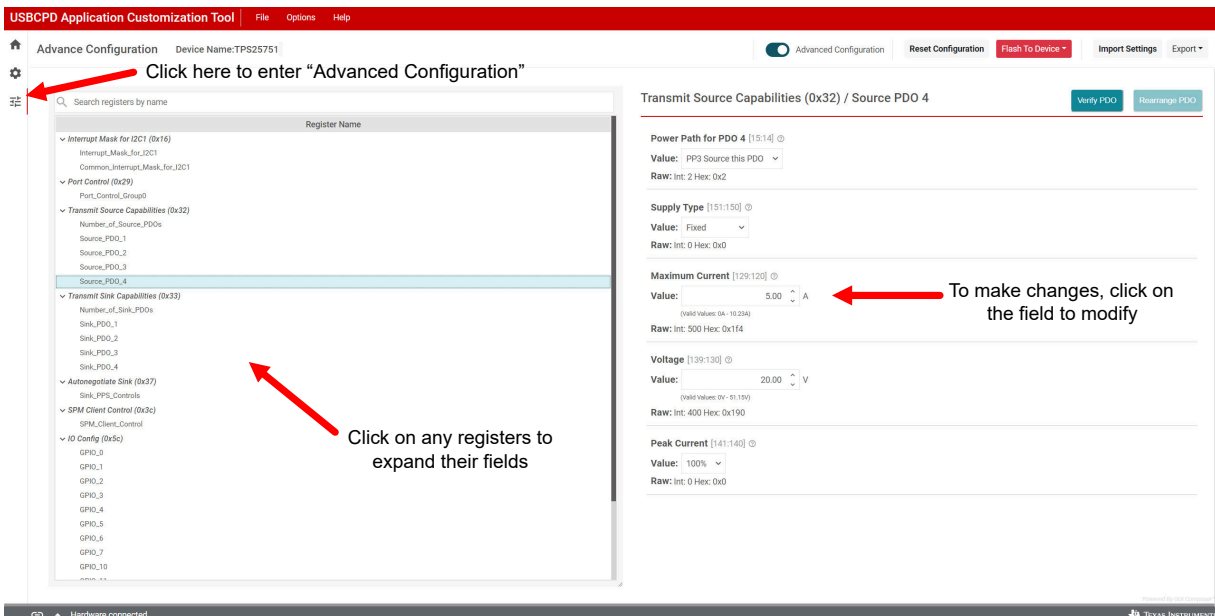 USBCPD Application Customization Tool File Options Help
Advance Configuration Device Name:TPS25751 Advanced Configuration Reset Configuration Flash To Device Import Settings Export
Click here to enter “Advanced Configuration”
Search registers by name
Register Name
Interrupt Mask for I2C1 (0x16)
Interrupt_Mask_for_I2C1
Common_Interrupt_Mask_for_I2C1
Port Control (0x29)
Port_Control_Group0
Transmit Source Capabilities (0x32)
Number_of_Source_PDOs
Source_PDO_1
Source_PDO_2
Source_PDO_3
Source_PDO_4
Transmit Sink Capabilities (0x33)
Number_of_Sink_PDOs
Sink_PDO_1
Sink_PDO_2
Sink_PDO_3
Sink_PDO_4
Autonegotiate Sink (0x37)
Sink_PPS_Controls
SPM Client Control (0x3c)
SPM_Client_Control
IO Config (0x5c)
GPIO_0
GPIO_1
GPIO_2
GPIO_3
GPIO_4
GPIO_5
GPIO_6
GPIO_7
GPIO_10
Click on any registers to
expand their fields
Transmit Source Capabilities (0x32) / Source PDO 4 Verify PDO Rearrange PDO
Power Path for PDO 4 [15:14]
Value: PP3 Source this PDO
Raw: Int: 2 Hex: 0x2
Supply Type [151:150]
Value: Fixed
Raw: Int: 0 Hex: 0x0
Maximum Current [129:120]
Value: 5.00 A
(Valid Values: 0A - 10.23A)
Raw: Int: 500 Hex: 0x1f4
To make changes, click on
the field to modify
Voltage [139:130]
Value: 20.00 V
(Valid Values: 0V - 51.15V)
Raw: Int: 400 Hex: 0x190
Peak Current [141:140]
Value: 100%
Raw: Int: 0 Hex: 0x0
Hardware connected